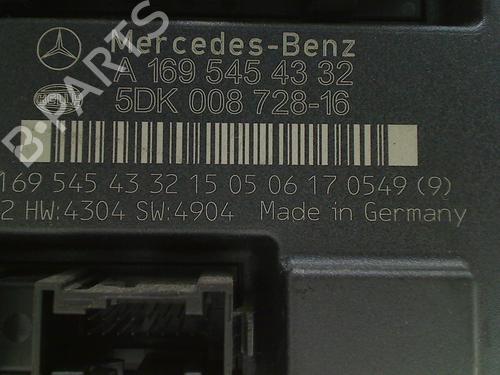 Mercedes-Benz
A 169 545 43 32
HELLA
5DK 008 728-16
B-PARTS
169 545 43 32 15 05 06 17 0549 (9)
2 HW:4304 SW:4904 Made in Germany